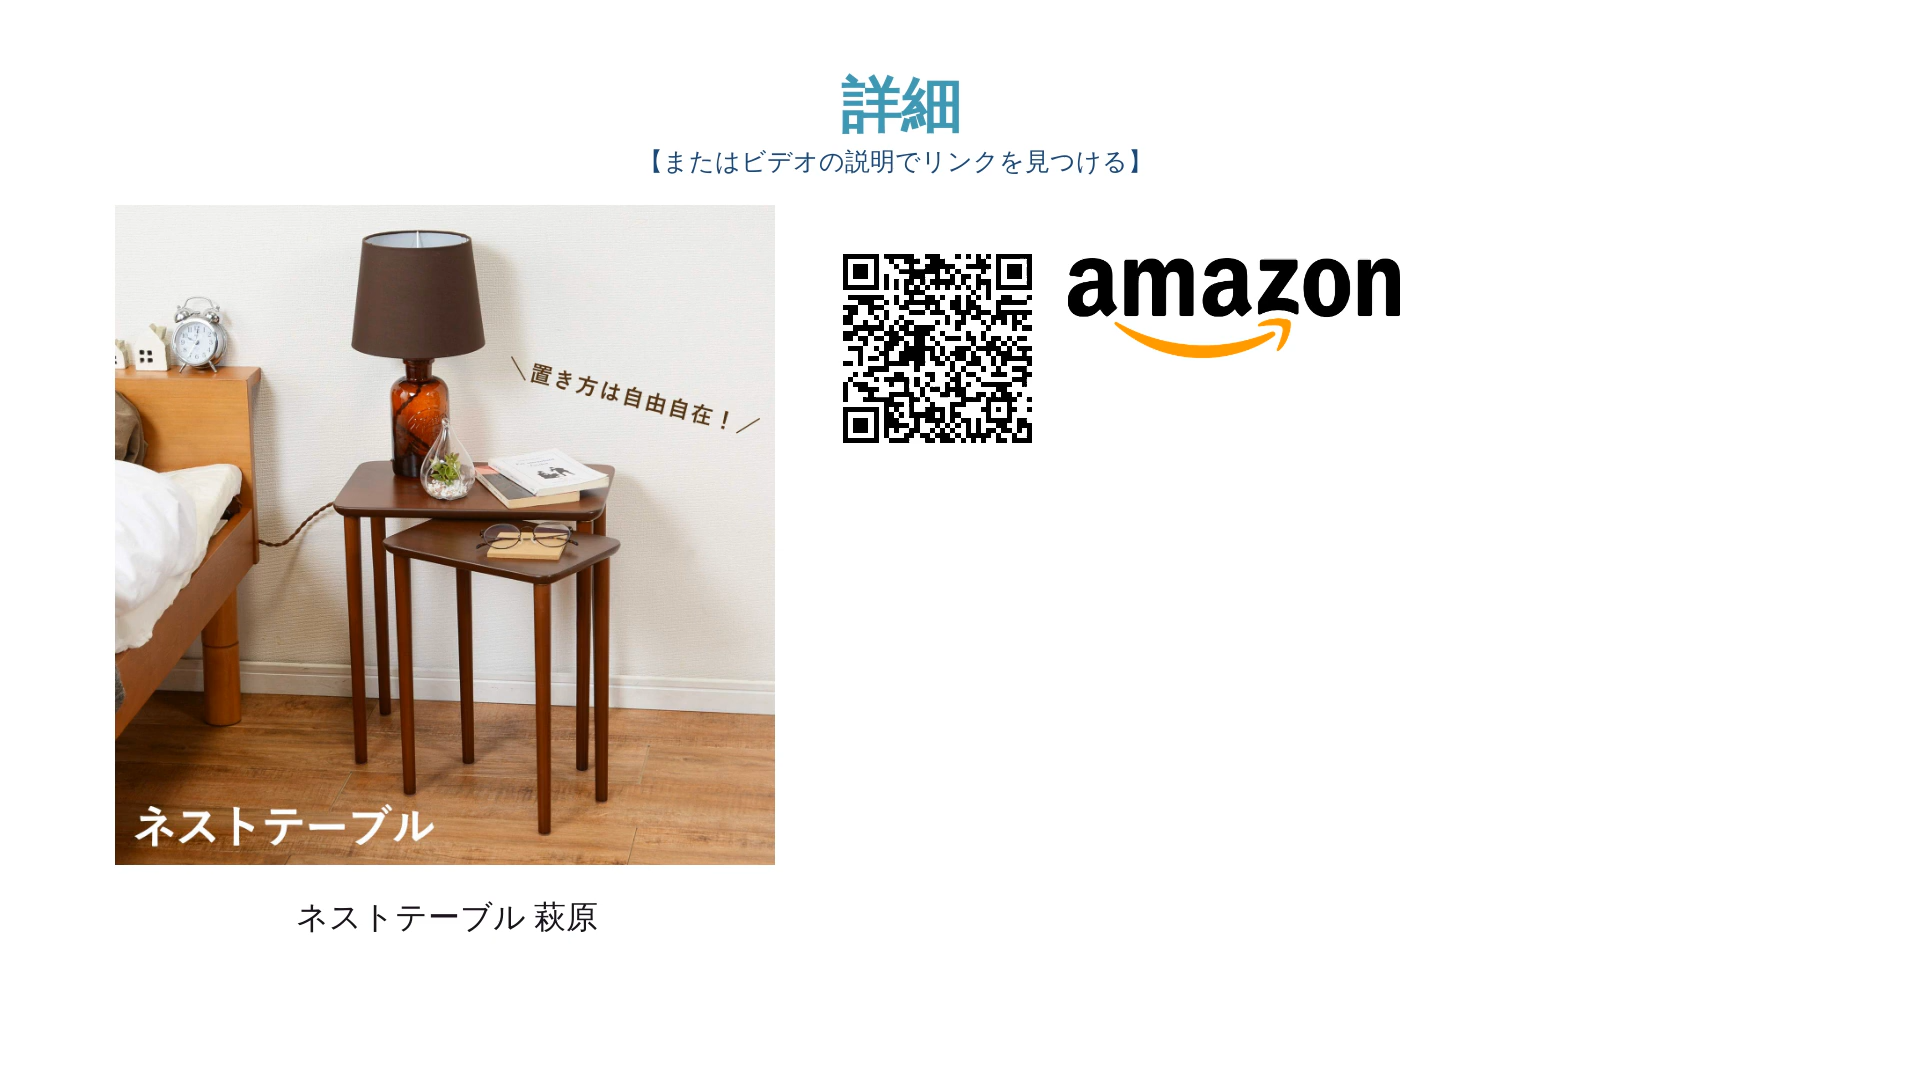 詳細
【またはビデオの説明でリンクを見つける】
amazon
＼置き方は自由自在！／
ネストテーブル
ネストテーブル 萩原